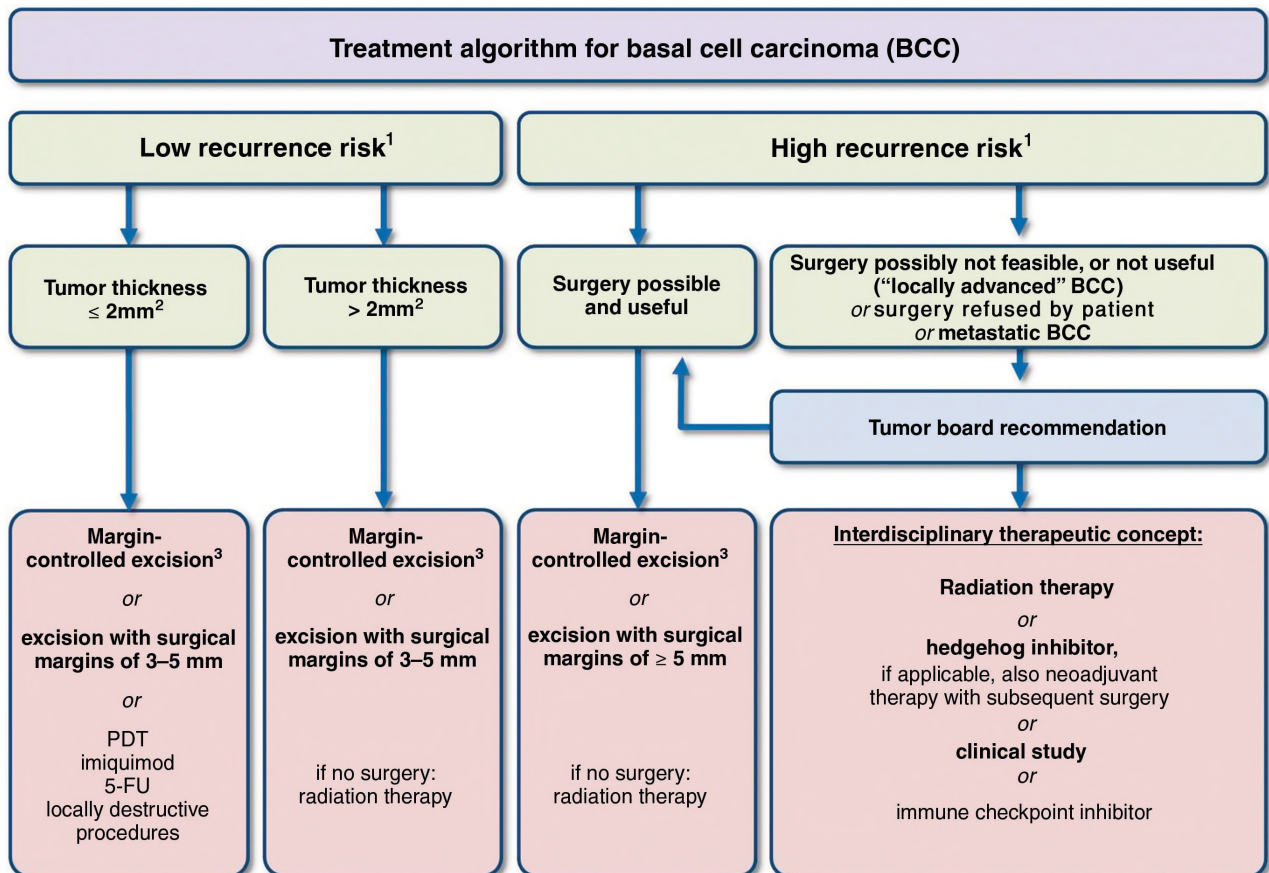 Treatment algorithm for basal cell carcinoma (BCC)
Low recurrence risk¹
High recurrence risk¹
Tumor thickness
≤ 2mm²
Tumor thickness
> 2mm²
Surgery possible
and useful
Surgery possibly not feasible, or not useful
(“locally advanced” BCC)
or surgery refused by patient
or metastatic BCC
Tumor board recommendation
Margin-
controlled excision³
or
excision with surgical
margins of 3–5 mm
or
PDT
imiquimod
5-FU
locally destructive
procedures
Margin-
controlled excision³
or
excision with surgical
margins of 3–5 mm
if no surgery:
radiation therapy
Margin-
controlled excision³
or
excision with surgical
margins of ≥ 5 mm
if no surgery:
radiation therapy
Interdisciplinary therapeutic concept:
Radiation therapy
or
hedgehog inhibitor,
if applicable, also neoadjuvant
therapy with subsequent surgery
or
clinical study
or
immune checkpoint inhibitor